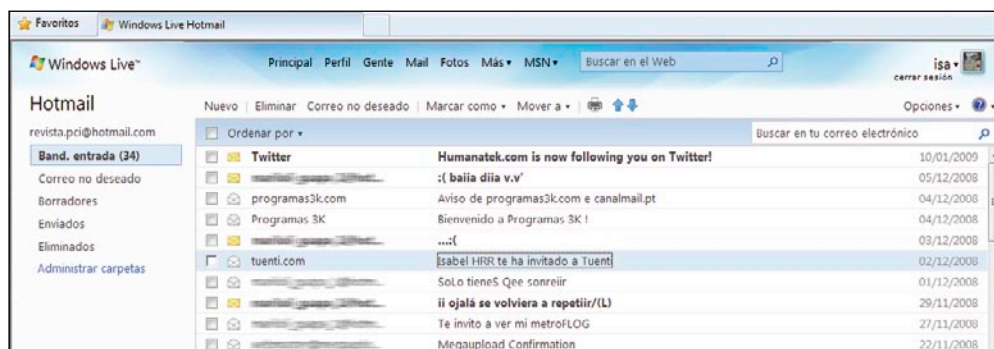 Favoritos Windows Live Hotmail
Windows Live™ Principal Perfil Gente Mail Fotos Más MSN Buscar en el Web isa
cerrar sesión
Hotmail Nuevo | Eliminar Correo no deseado | Marcar como Mover a Opciones
revista.pci@hotmail.com Ordenar por Buscar en tu correo electrónico
Band. entrada (34) Twitter Humanatek.com is now following you on Twitter! 10/01/2009
Correo no deseado :( baiia diia v.v' 05/12/2008
Borradores programas3k.com Aviso de programas3k.com e canalmail.pt 04/12/2008
Enviados Programas 3K Bienvenido a Programas 3K ! 04/12/2008
Eliminados ...:( 03/12/2008
Administrar carpetas tuenti.com Isabel HRR te ha invitado a Tuenti 02/12/2008
SoLo tieneS Qee sonreiir 01/12/2008
ii ojalá se volviera a repetiir/(L) 29/11/2008
Te invito a ver mi metroFLOG 27/11/2008
Megaupload Confirmation 22/11/2008